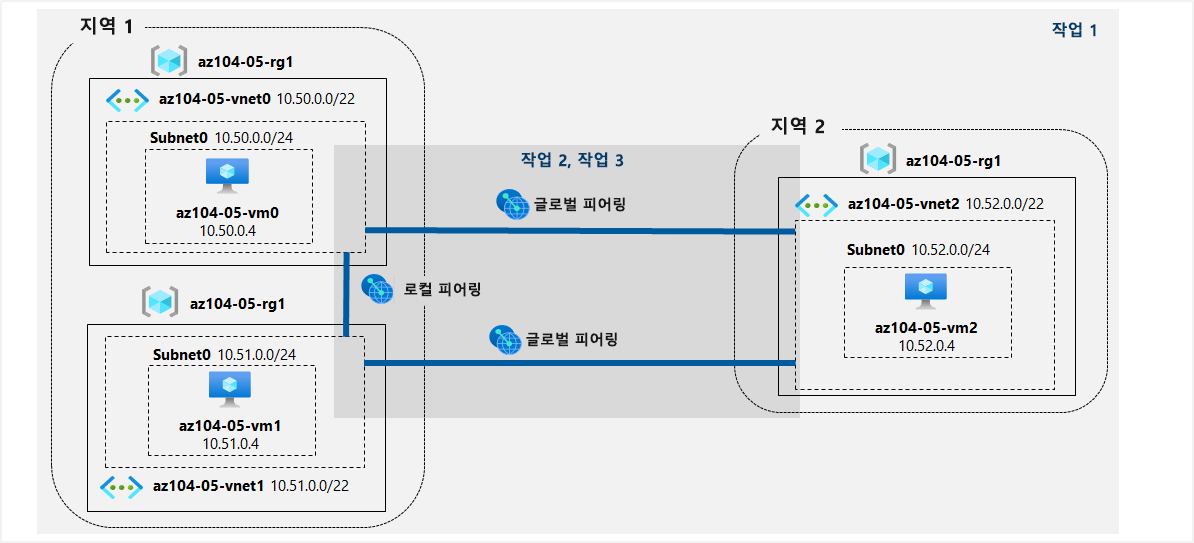 작업 1
지역 1
az104-05-rg1
az104-05-vnet0 10.50.0.0/22
Subnet0 10.50.0.0/24
az104-05-vm0
10.50.0.4
az104-05-rg1
Subnet0 10.51.0.0/24
az104-05-vm1
10.51.0.4
az104-05-vnet1 10.51.0.0/22
작업 2, 작업 3
글로벌 피어링
로컬 피어링
글로벌 피어링
지역 2
az104-05-rg1
az104-05-vnet2 10.52.0.0/22
Subnet0 10.52.0.0/24
az104-05-vm2
10.52.0.4